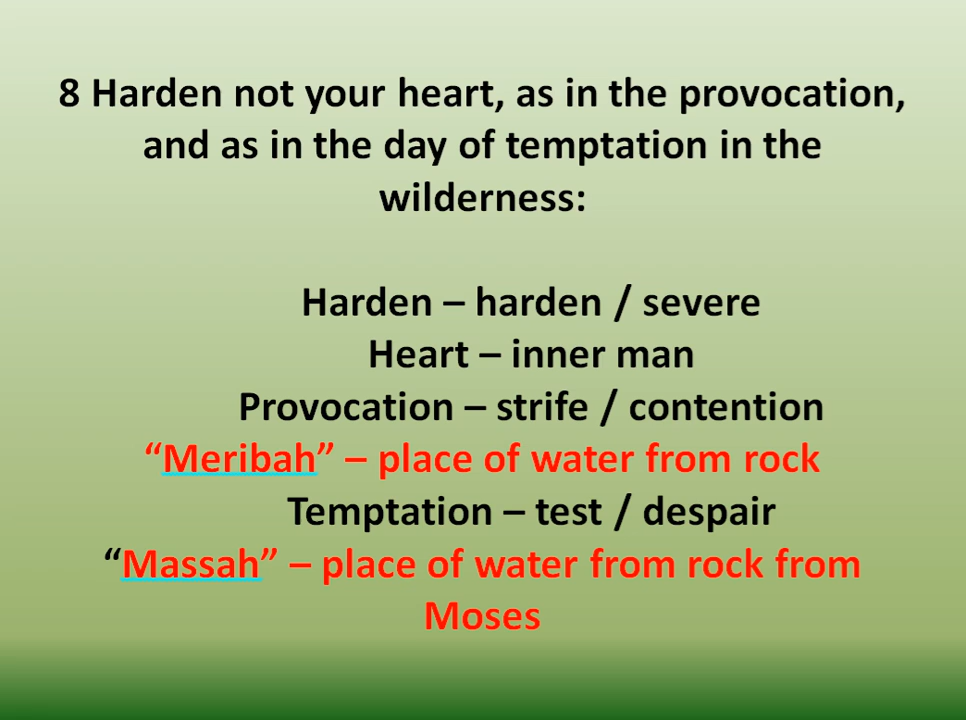 8 Harden not your heart, as in the provocation,
and as in the day of temptation in the
wilderness:
Harden – harden / severe
Heart – inner man
Provocation – strife / contention
“Meribah” – place of water from rock
Temptation – test / despair
“Massah” – place of water from rock from
Moses